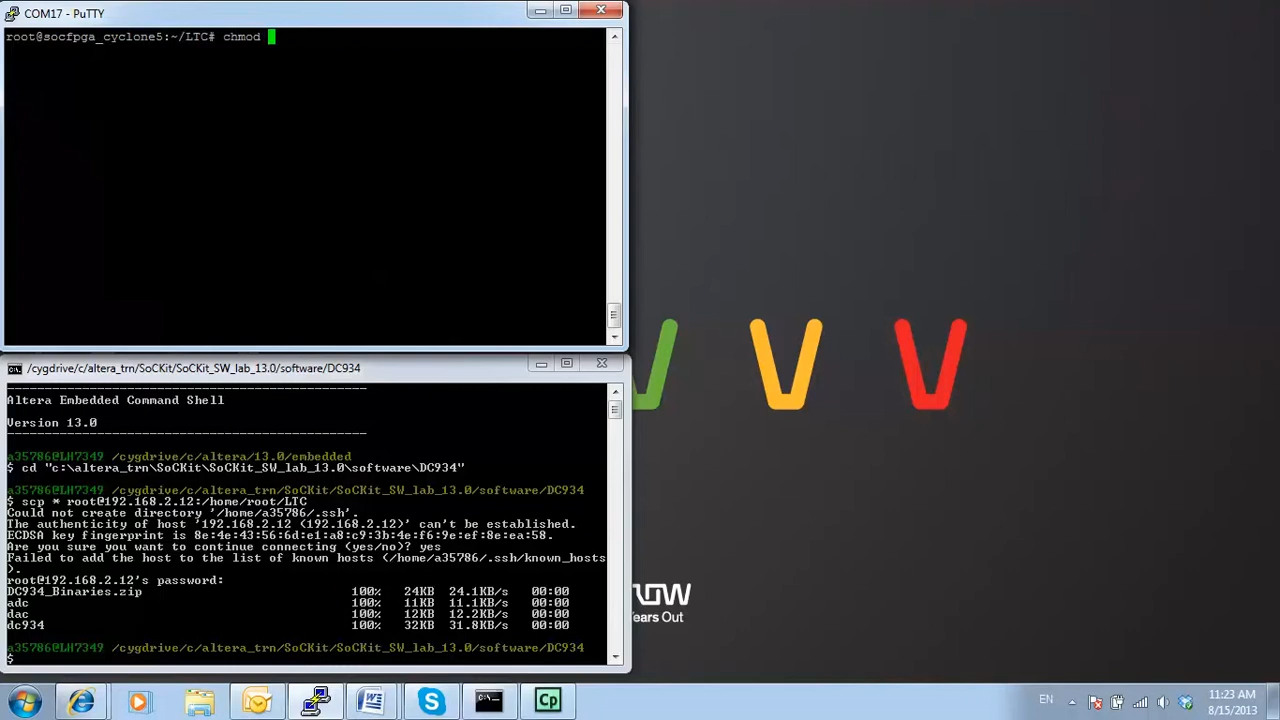 COM17 - PuTTY
root@socfpga_cyclone5:~/LTC# chmod
/cygdrive/c/altera_trn/SoCKit/SoCKit_SW_lab_13.0/software/DC934
Altera Embedded Command Shell
Version 13.0
a35786@LH7349 /cygdrive/c/altera/13.0/embedded
$ cd "c:\altera_trn\SoCKit\SoCKit_SW_lab_13.0\software\DC934"
a35786@LH7349 /cygdrive/c/altera_trn/SoCKit/SoCKit_SW_lab_13.0/software/DC934
$ scp * root@192.168.2.12:/home/root/LTC
Could not create directory '/home/a35786/.ssh'.
The authenticity of host '192.168.2.12 (192.168.2.12)' can't be established.
ECDSA key fingerprint is 8e:4e:43:56:6d:e1:a8:c9:3b:4e:f6:9e:ef:8e:ea:58.
Are you sure you want to continue connecting (yes/no)? yes
Failed to add the host to the list of known hosts (/home/a35786/.ssh/known_hosts
).
root@192.168.2.12's password:
DC934_Binaries.zip 100% 24KB 24.1KB/s 00:00
adc 100% 11KB 11.1KB/s 00:00
dac 100% 12KB 12.2KB/s 00:00
dc934 100% 32KB 31.8KB/s 00:00
a35786@LH7349 /cygdrive/c/altera_trn/SoCKit/SoCKit_SW_lab_13.0/software/DC934
$
Years Out
EN
11:23 AM
8/15/2013
Cp